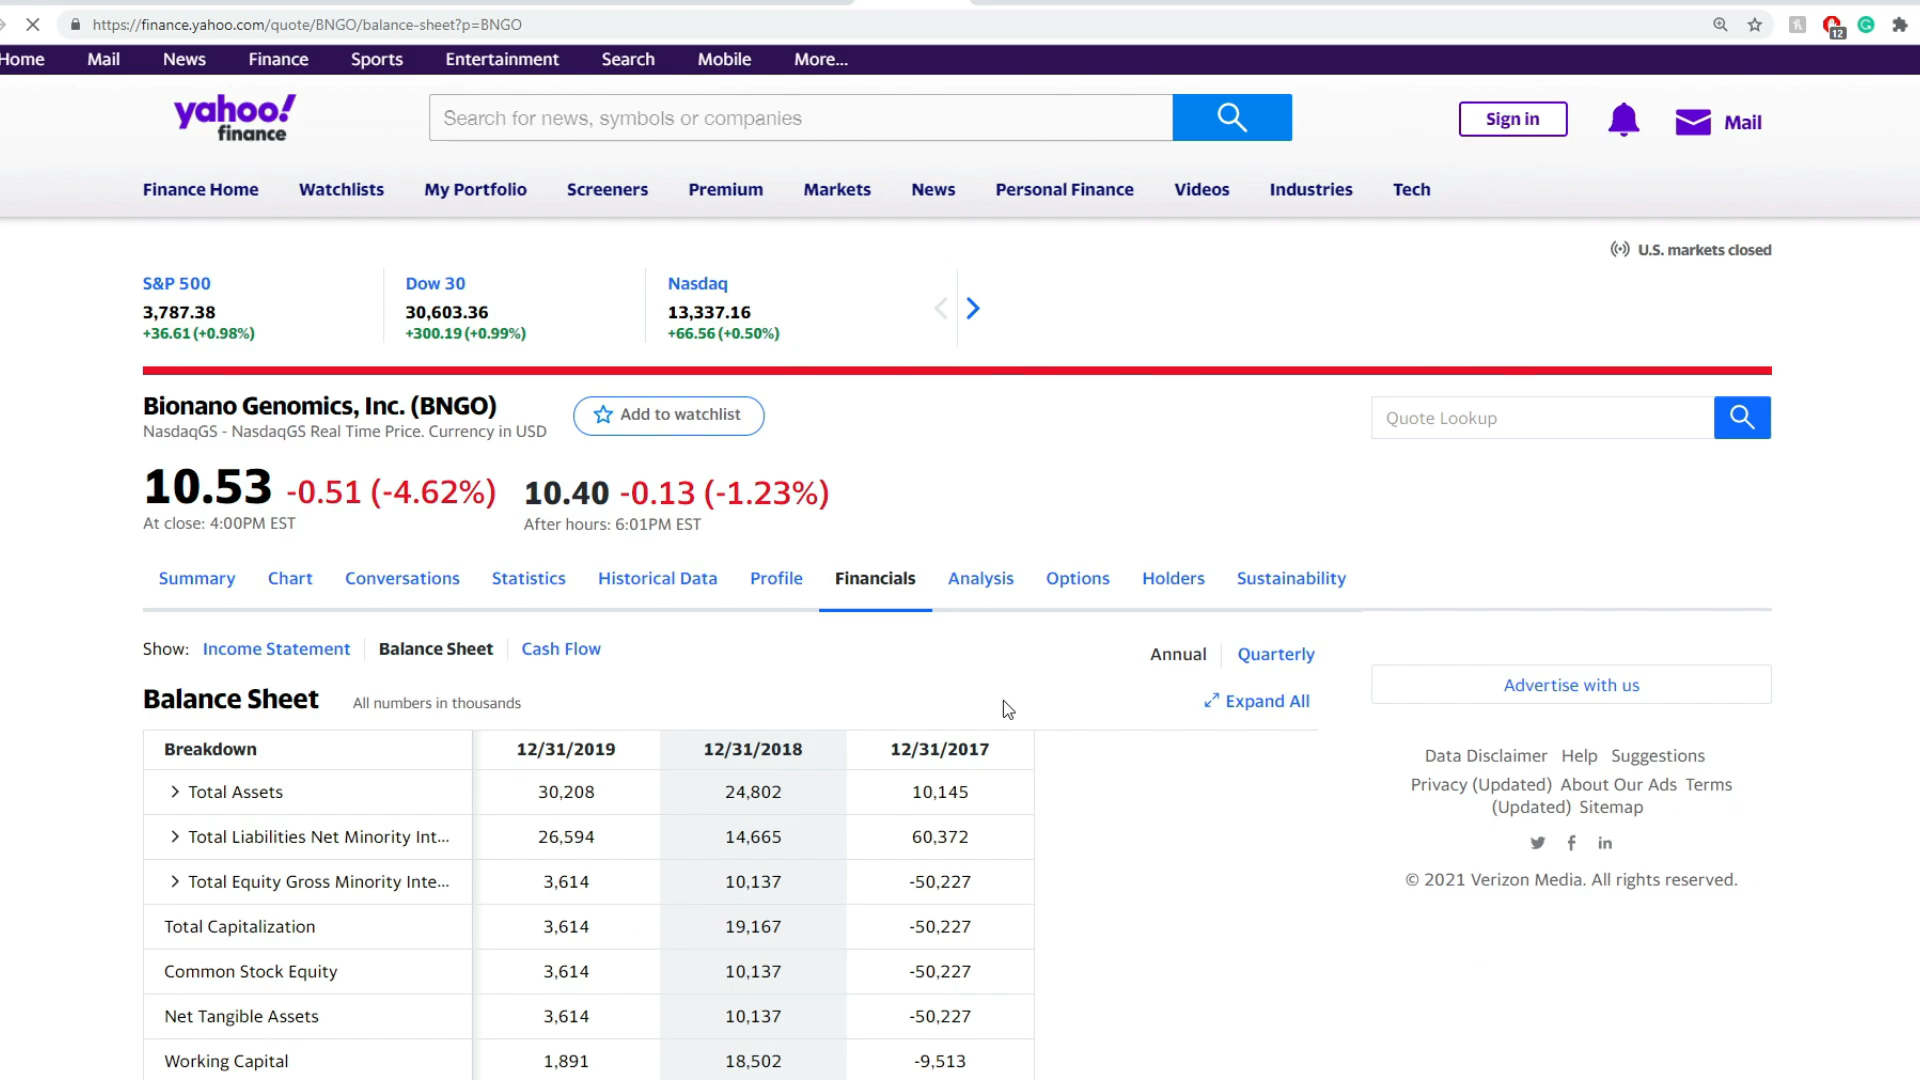 https://finance.yahoo.com/quote/BNGO/balance-sheet?p=BNGO
12
Home Mail News Finance Sports Entertainment Search Mobile More...
yahoo!
finance
Search for news, symbols or companies
Sign in
Mail
Finance Home Watchlists My Portfolio Screeners Premium Markets News Personal Finance Videos Industries Tech
U.S. markets closed
S&P 500
3,787.38
+36.61 (+0.98%)
Dow 30
30,603.36
+300.19 (+0.99%)
Nasdaq
13,337.16
+66.56 (+0.50%)
Bionano Genomics, Inc. (BNGO)
NasdaqGS - NasdaqGS Real Time Price. Currency in USD
Add to watchlist
Quote Lookup
10.53 -0.51 (-4.62%)
At close: 4:00PM EST
10.40 -0.13 (-1.23%)
After hours: 6:01PM EST
Summary Chart Conversations Statistics Historical Data Profile Financials Analysis Options Holders Sustainability
Show: Income Statement Balance Sheet Cash Flow
Annual Quarterly
Balance Sheet All numbers in thousands
Expand All
Breakdown 12/31/2019 12/31/2018 12/31/2017
Total Assets 30,208 24,802 10,145
Total Liabilities Net Minority Int... 26,594 14,665 60,372
Total Equity Gross Minority Inte... 3,614 10,137 -50,227
Total Capitalization 3,614 19,167 -50,227
Common Stock Equity 3,614 10,137 -50,227
Net Tangible Assets 3,614 10,137 -50,227
Working Capital 1,891 18,502 -9,513
Advertise with us
Data Disclaimer Help Suggestions
Privacy (Updated) About Our Ads Terms
(Updated) Sitemap
© 2021 Verizon Media. All rights reserved.